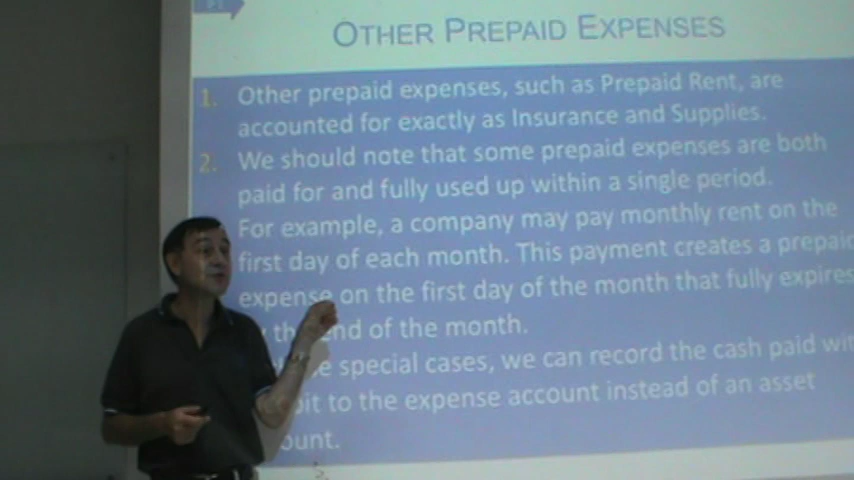 OTHER PREPAID EXPENSES
1. Other prepaid expenses, such as Prepaid Rent, are
accounted for exactly as Insurance and Supplies.
2. We should note that some prepaid expenses are both
paid for and fully used up within a single period.
For example, a company may pay monthly rent on the
first day of each month. This payment creates a prepaid
expense on the first day of the month that fully expires
the end of the month.
special cases, we can record the cash paid wit
to the expense account instead of an asset
ount.